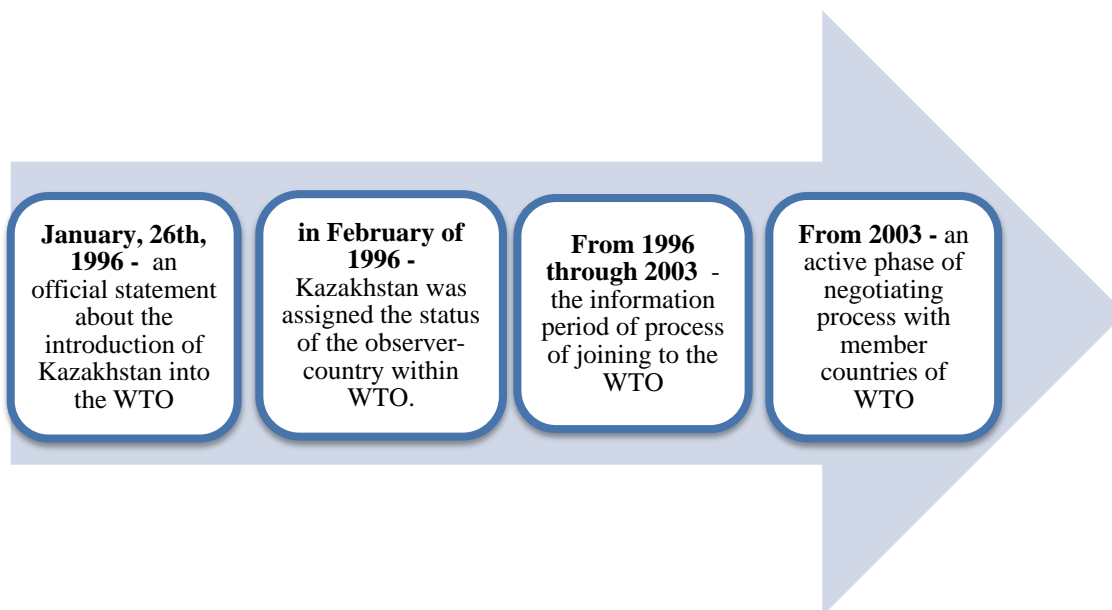 January, 26th,
1996 - an
official statement
about the
introduction of
Kazakhstan into
the WTO
in February of
1996 -
Kazakhstan was
assigned the status
of the observer-
country within
WTO.
From 1996
through 2003 -
the information
period of process
of joining to the
WTO
From 2003 - an
active phase of
negotiating
process with
member
countries of
WTO